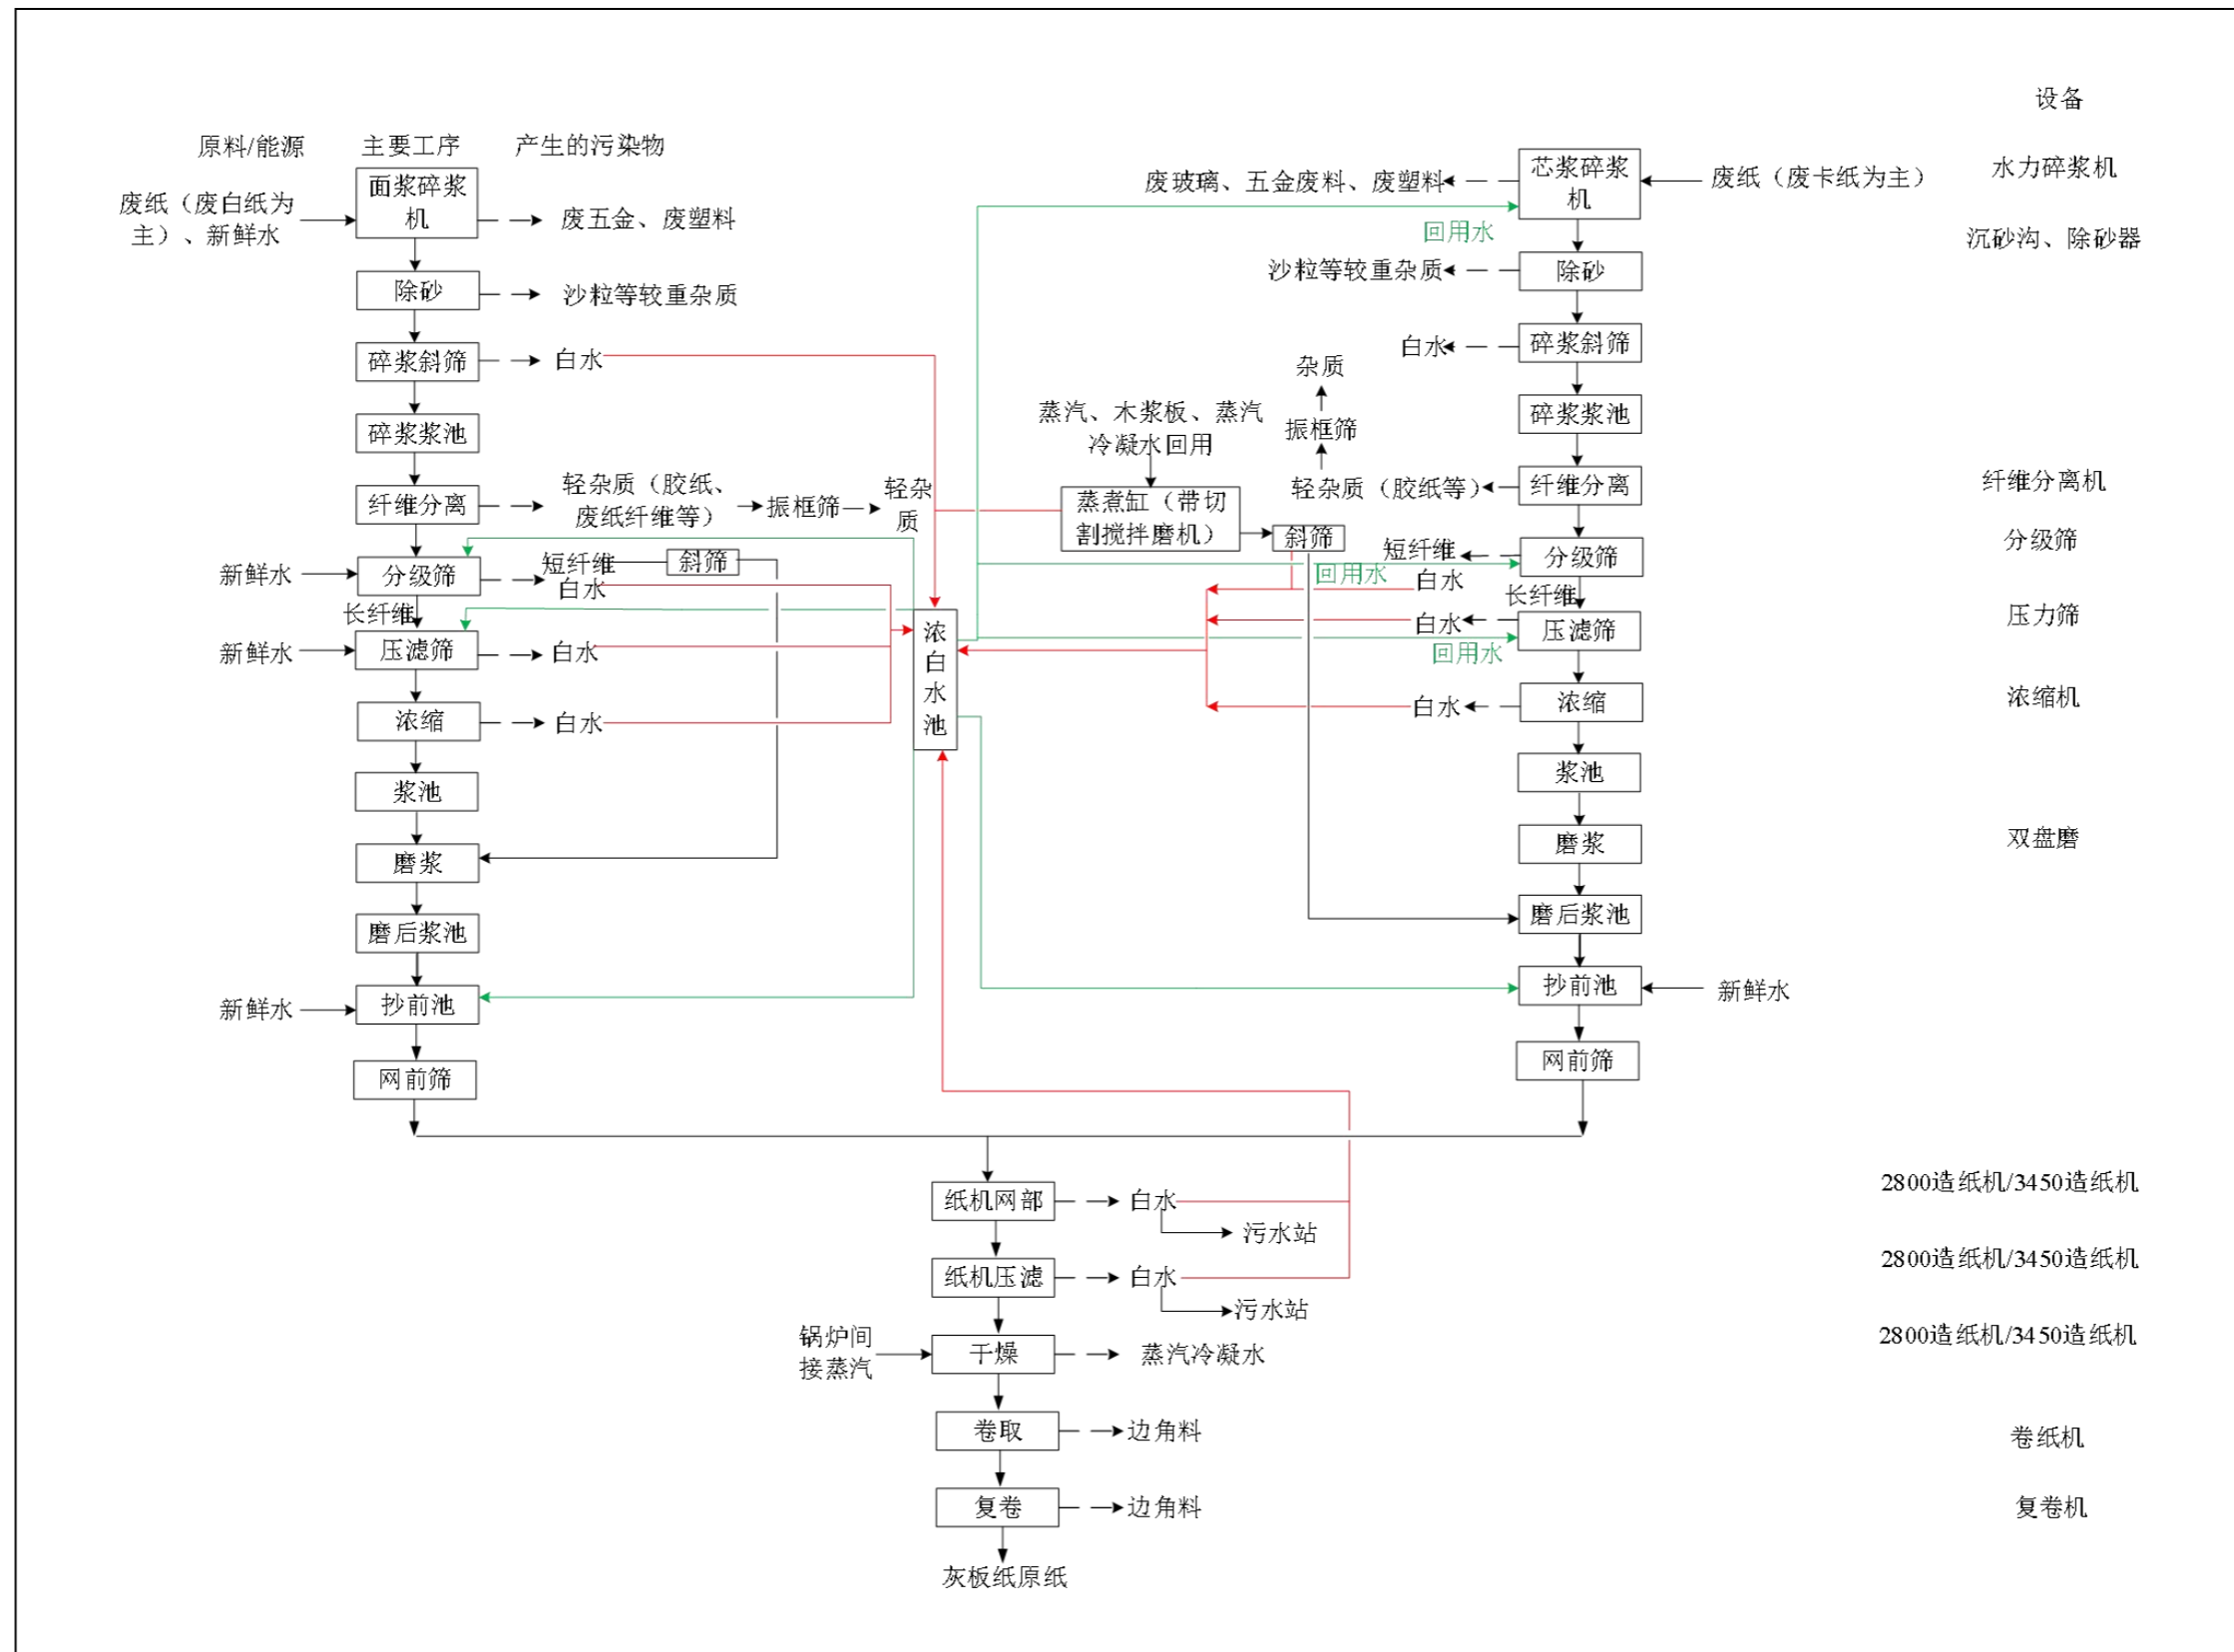 设备
原料/能源
主要工序
产生的污染物
面浆碎浆
机
废纸（废白纸为
主）、新鲜水
废五金、废塑料
除砂
沙粒等较重杂质
碎浆斜筛
白水
碎浆浆池
纤维分离
轻杂质（胶纸、
废纸纤维等）
振框筛
轻杂
质
新鲜水
分级筛
短纤维
白水
斜筛
长纤维
新鲜水
压滤筛
白水
浓缩
白水
浆池
磨浆
磨后浆池
新鲜水
抄前池
网前筛
浓
白
水
池
蒸汽、木浆板、蒸汽
冷凝水回用
蒸煮缸（带切
割搅拌磨机）
斜筛
芯浆碎浆
机
废玻璃、五金废料、废塑料
废纸（废卡纸为主）
回用水
除砂
沙粒等较重杂质
碎浆斜筛
白水
碎浆浆池
杂质
振框筛
轻杂质（胶纸等）
纤维分离
短纤维
分级筛
回用水
白水
长纤维
白水
压滤筛
回用水
白水
浓缩
浆池
磨浆
磨后浆池
抄前池
新鲜水
网前筛
水力碎浆机
沉砂沟、除砂器
纤维分离机
分级筛
压力筛
浓缩机
双盘磨
纸机网部
白水
污水站
2800造纸机/3450造纸机
纸机压滤
白水
污水站
2800造纸机/3450造纸机
锅炉间
接蒸汽
干燥
蒸汽冷凝水
2800造纸机/3450造纸机
卷取
边角料
卷纸机
复卷
边角料
复卷机
灰板纸原纸